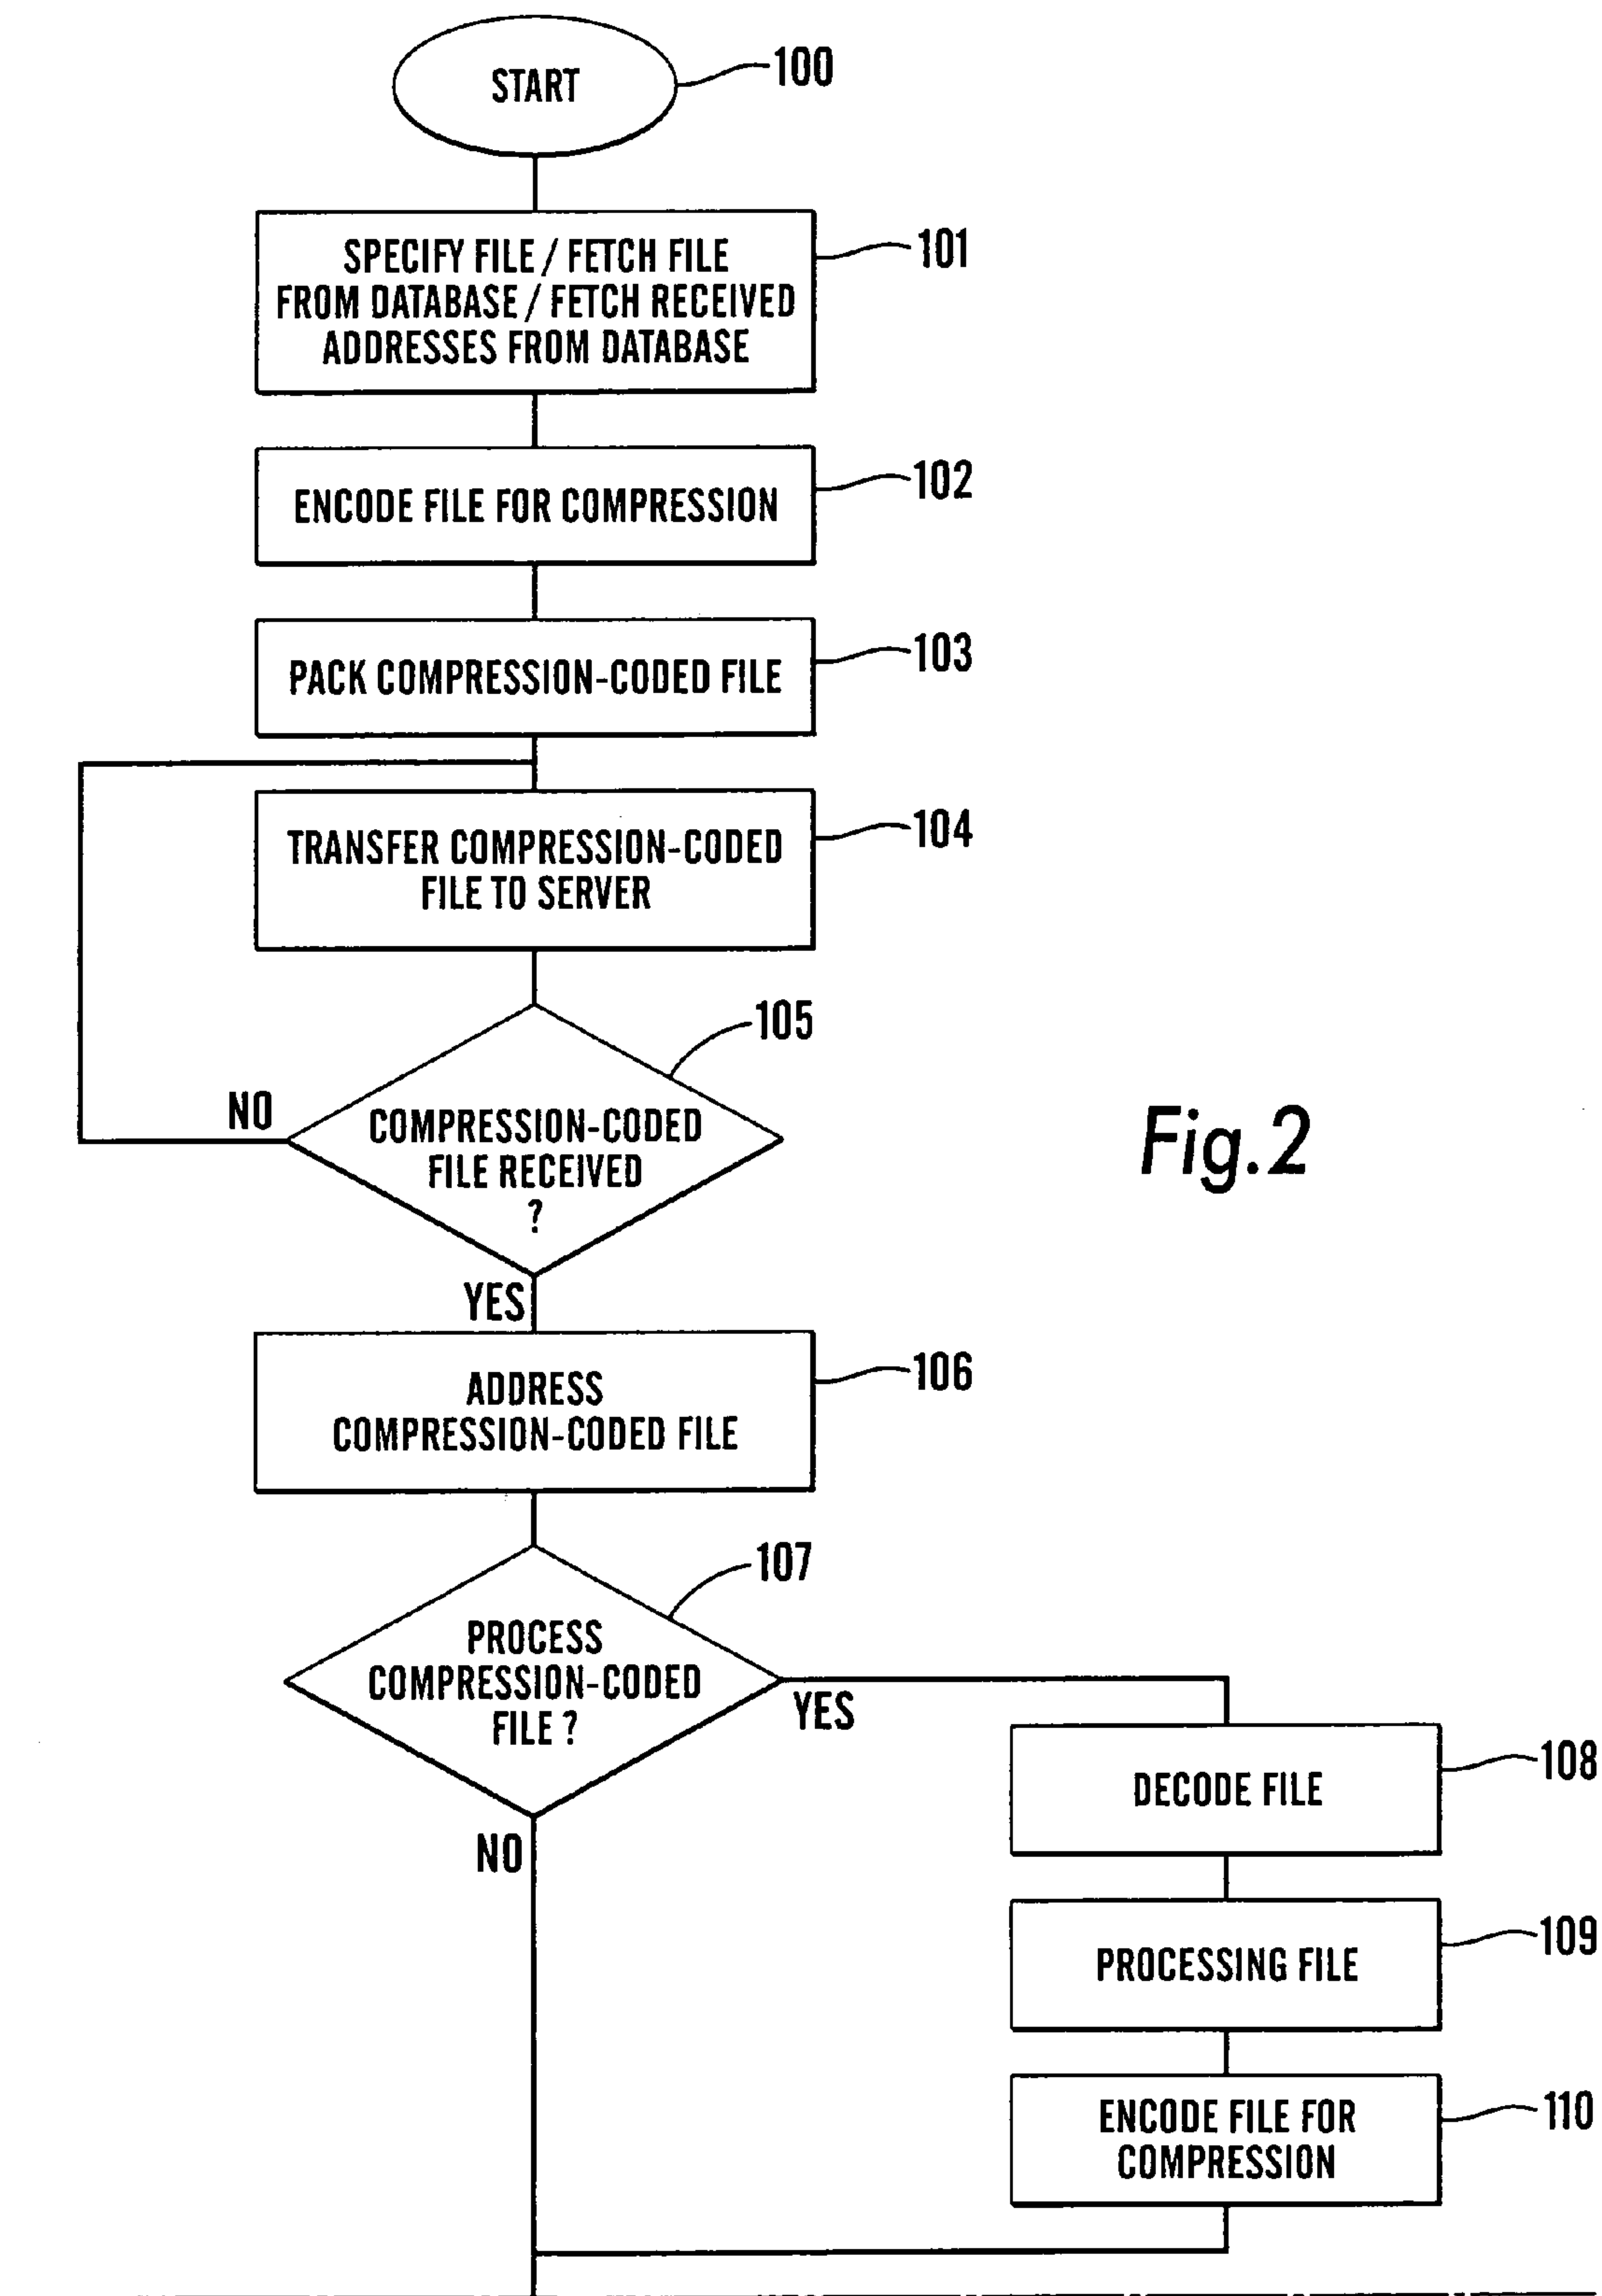 START
100
SPECIFY FILE / FETCH FILE
FROM DATABASE / FETCH RECEIVED
ADDRESSES FROM DATABASE
101
ENCODE FILE FOR COMPRESSION
102
PACK COMPRESSION-CODED FILE
103
TRANSFER COMPRESSION-CODED
FILE TO SERVER
104
105
NO
COMPRESSION-CODED
FILE RECEIVED
?
Fig.2
YES
ADDRESS
COMPRESSION-CODED FILE
106
107
PROCESS
COMPRESSION-CODED
FILE ?
YES
NO
DECODE FILE
108
PROCESSING FILE
109
ENCODE FILE FOR
COMPRESSION
110